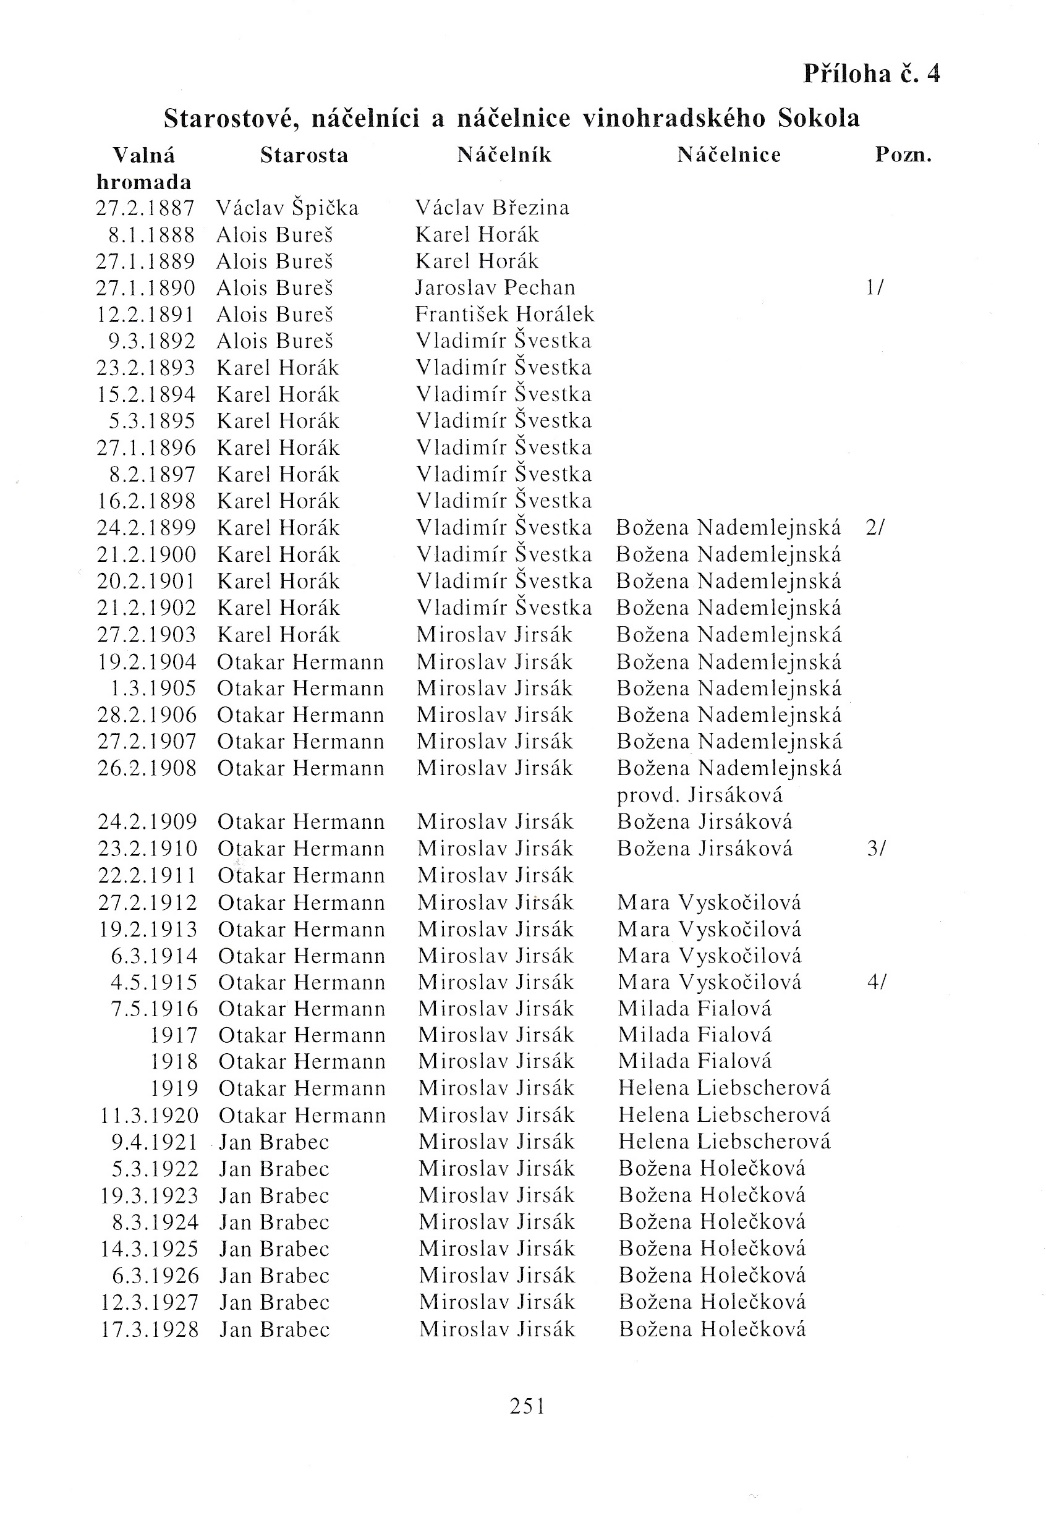 Příloha č. 4
Starostové, náčelníci a náčelnice vinohradského Sokola
Valná Starosta Náčelník Náčelnice Pozn.
hromada
27.2.1887 Václav Špička Václav Březina
8.1.1888 Alois Bureš Karel Horák
27.1.1889 Alois Bureš Karel Horák
27.1.1890 Alois Bureš Jaroslav Pechan 1/
12.2.1891 Alois Bureš František Horálek
9.3.1892 Alois Bureš Vladimír Švestka
23.2.1893 Karel Horák Vladimír Švestka
15.2.1894 Karel Horák Vladimír Švestka
5.3.1895 Karel Horák Vladimír Švestka
27.1.1896 Karel Horák Vladimír Švestka
8.2.1897 Karel Horák Vladimír Švestka
16.2.1898 Karel Horák Vladimír Švestka
24.2.1899 Karel Horák Vladimír Švestka Božena Nademlejnská 2/
21.2.1900 Karel Horák Vladimír Švestka Božena Nademlejnská
20.2.1901 Karel Horák Vladimír Švestka Božena Nademlejnská
21.2.1902 Karel Horák Vladimír Švestka Božena Nademlejnská
27.2.1903 Karel Horák Miroslav Jirsák Božena Nademlejnská
19.2.1904 Otakar Hermann Miroslav Jirsák Božena Nademlejnská
1.3.1905 Otakar Hermann Miroslav Jirsák Božena Nademlejnská
28.2.1906 Otakar Hermann Miroslav Jirsák Božena Nademlejnská
27.2.1907 Otakar Hermann Miroslav Jirsák Božena Nademlejnská
26.2.1908 Otakar Hermann Miroslav Jirsák Božena Nademlejnská
provd. Jirsáková
24.2.1909 Otakar Hermann Miroslav Jirsák Božena Jirsáková
23.2.1910 Otakar Hermann Miroslav Jirsák Božena Jirsáková 3/
22.2.1911 Otakar Hermann Miroslav Jirsák
27.2.1912 Otakar Hermann Miroslav Jirsák Mara Vyskočilová
19.2.1913 Otakar Hermann Miroslav Jirsák Mara Vyskočilová
6.3.1914 Otakar Hermann Miroslav Jirsák Mara Vyskočilová
4.5.1915 Otakar Hermann Miroslav Jirsák Mara Vyskočilová 4/
7.5.1916 Otakar Hermann Miroslav Jirsák Milada Fialová
1917 Otakar Hermann Miroslav Jirsák Milada Fialová
1918 Otakar Hermann Miroslav Jirsák Milada Fialová
1919 Otakar Hermann Miroslav Jirsák Helena Liebscherová
11.3.1920 Otakar Hermann Miroslav Jirsák Helena Liebscherová
9.4.1921 Jan Brabec Miroslav Jirsák Helena Liebscherová
5.3.1922 Jan Brabec Miroslav Jirsák Božena Holečková
19.3.1923 Jan Brabec Miroslav Jirsák Božena Holečková
8.3.1924 Jan Brabec Miroslav Jirsák Božena Holečková
14.3.1925 Jan Brabec Miroslav Jirsák Božena Holečková
6.3.1926 Jan Brabec Miroslav Jirsák Božena Holečková
12.3.1927 Jan Brabec Miroslav Jirsák Božena Holečková
17.3.1928 Jan Brabec Miroslav Jirsák Božena Holečková
251